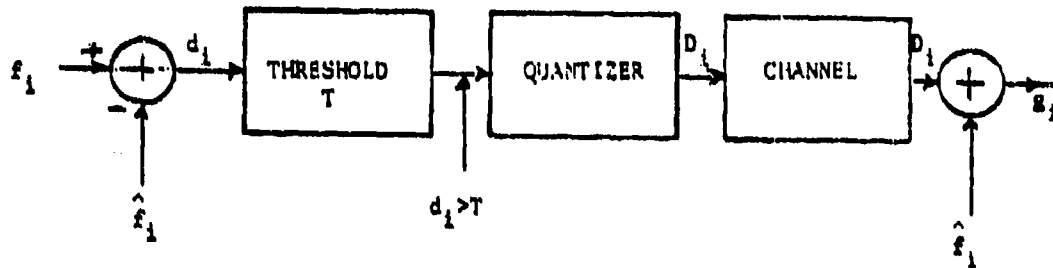 + d_i D_i D_i
f_i + THRESHOLD QUANTIZER CHANNEL +
T
- g_i
f̂_i d_i>T f̂_i